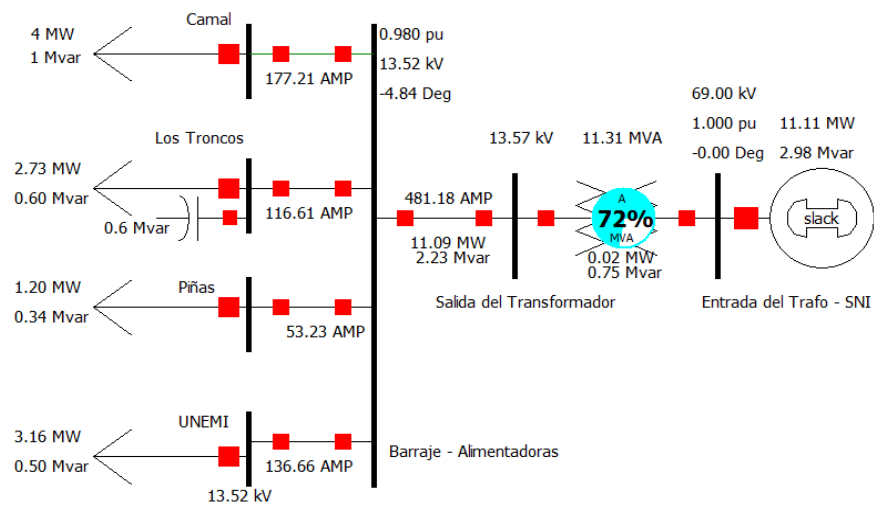 Camal
4 MW
1 Mvar
177.21 AMP
0.980 pu
13.52 kV
-4.84 Deg
Los Troncos
2.73 MW
0.60 Mvar
0.6 Mvar
116.61 AMP
Piñas
1.20 MW
0.34 Mvar
53.23 AMP
UNEMI
3.16 MW
0.50 Mvar
136.66 AMP
13.52 kV
Barraje - Alimentadoras
481.18 AMP
11.09 MW
2.23 Mvar
13.57 kV
Salida del Transformador
11.31 MVA
A
72%
MVA
0.02 MW
0.75 Mvar
69.00 kV
1.000 pu
-0.00 Deg
Entrada del Trafo - SNI
11.11 MW
2.98 Mvar
slack